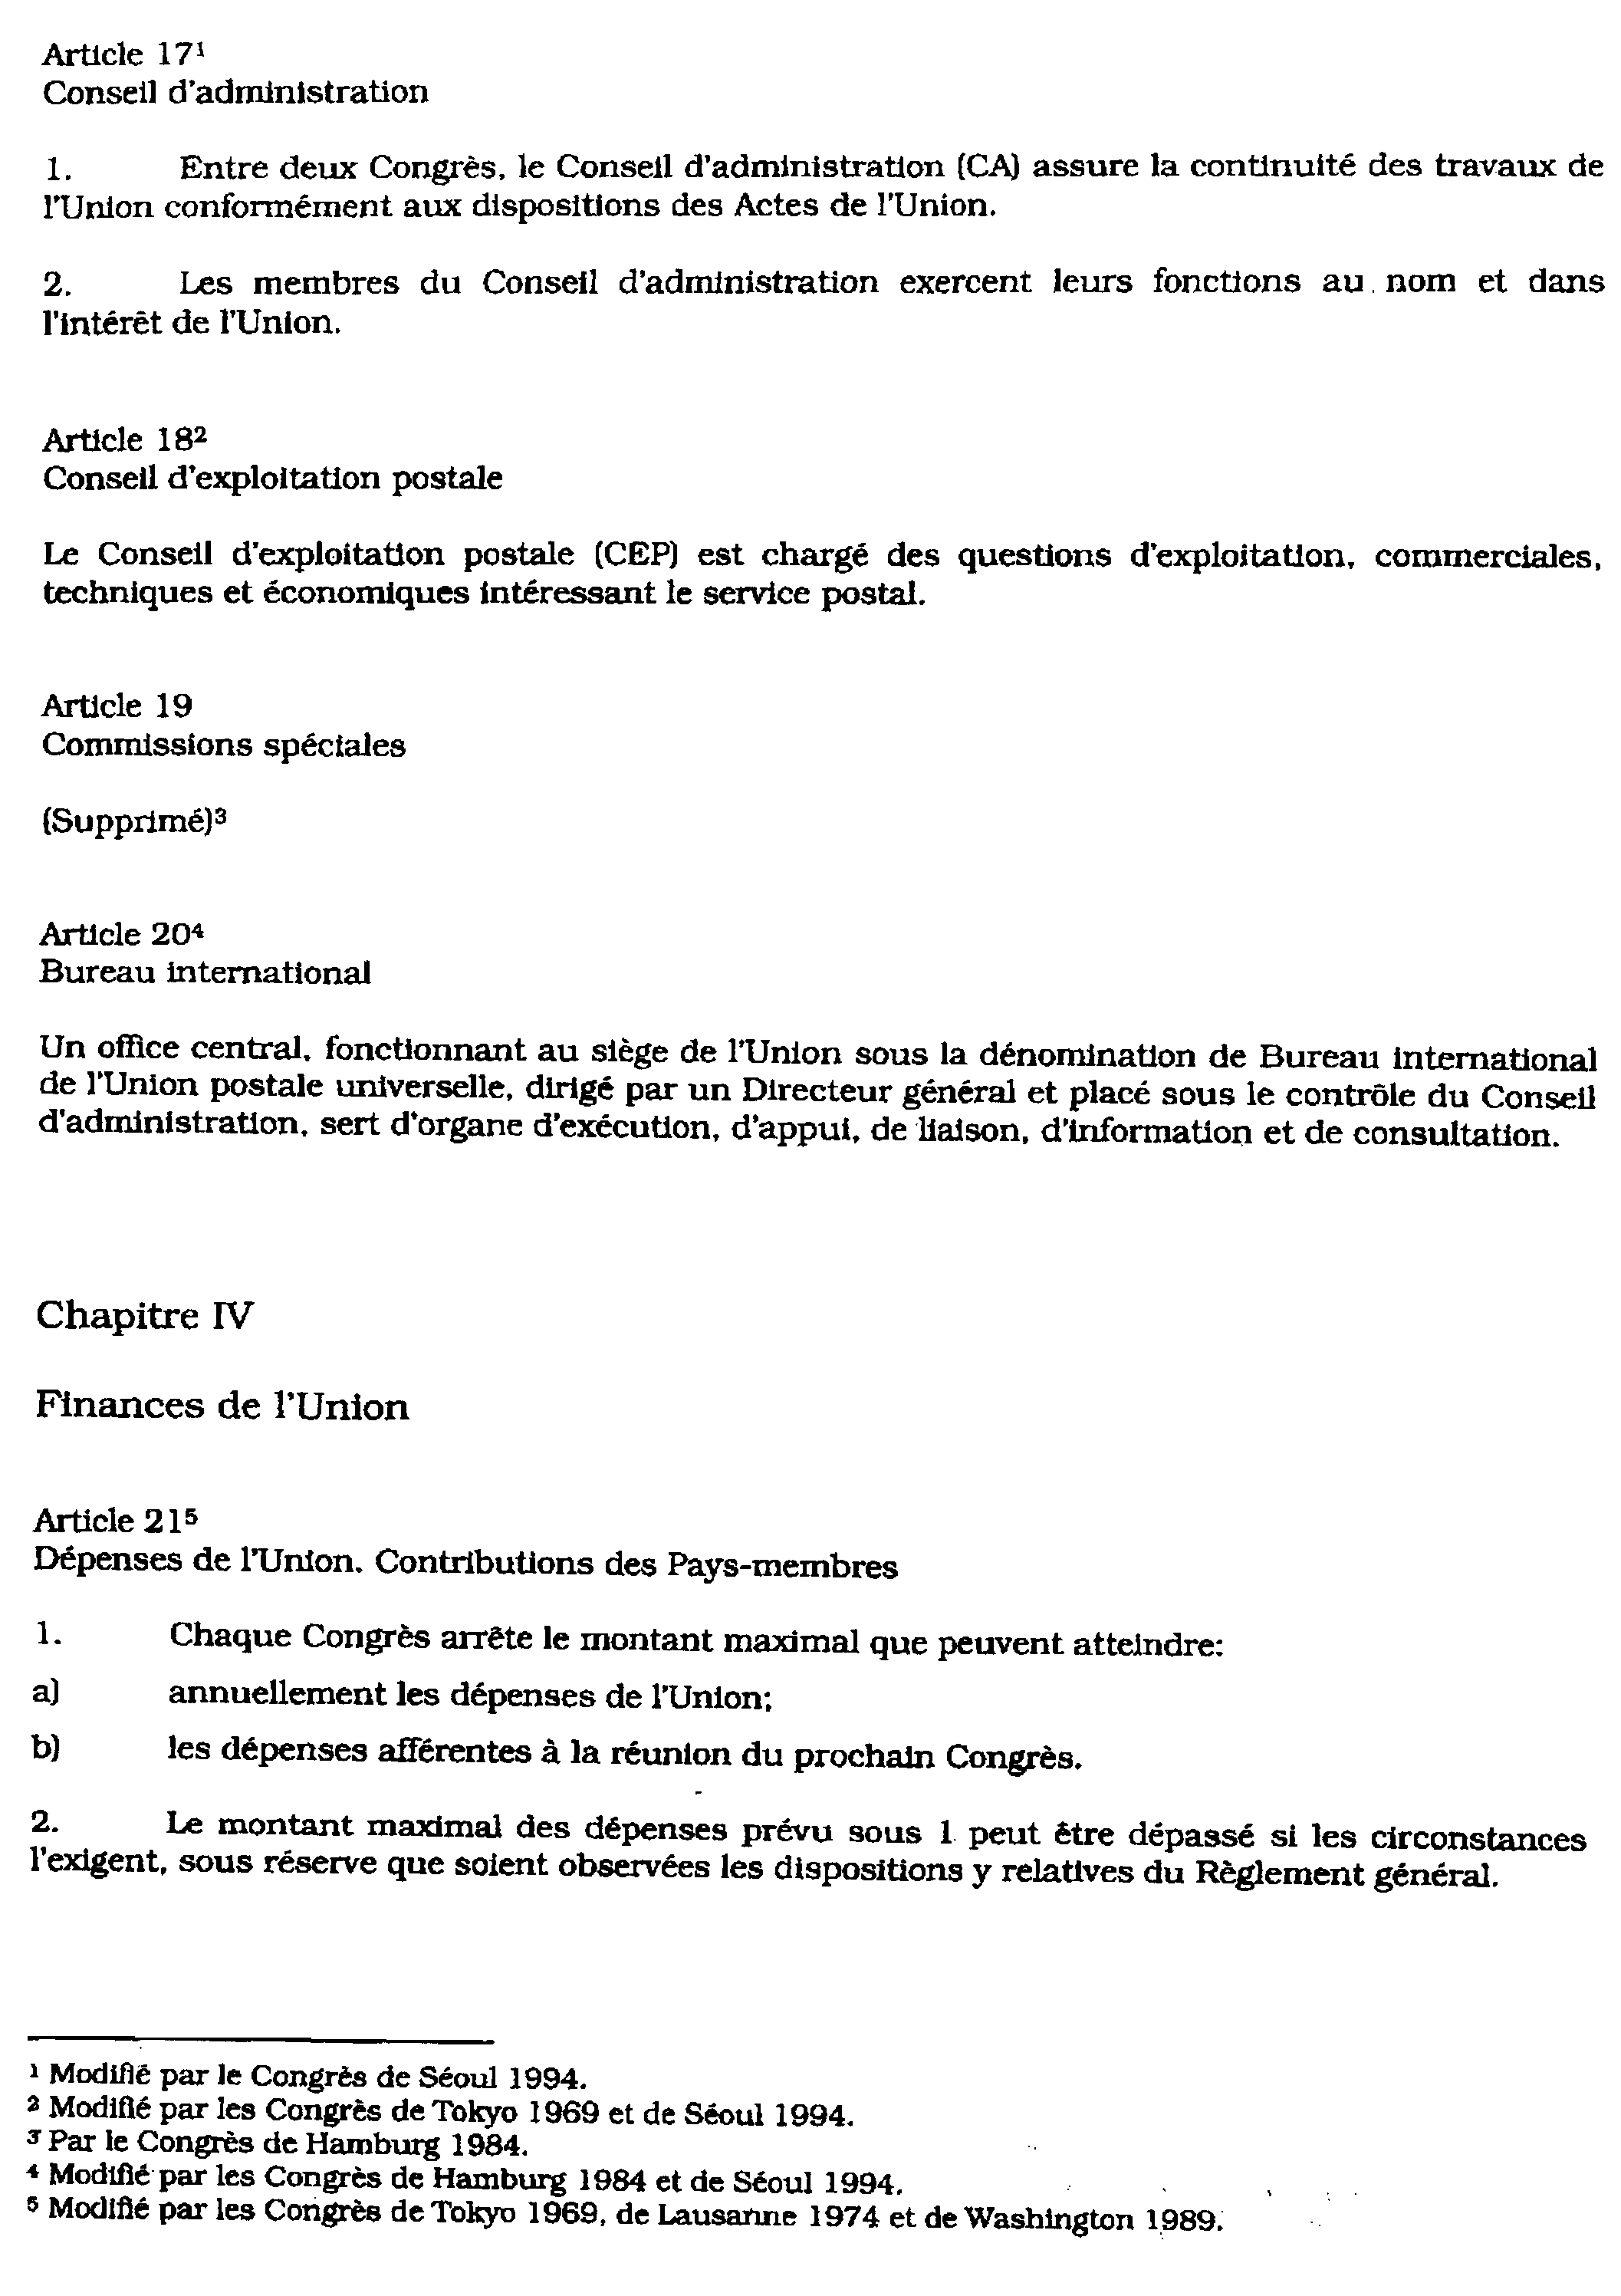 Article 17¹
Conseil d'administration
1. Entre deux Congrès, le Conseil d'administration (CA) assure la continuité des travaux de
l'Union conformément aux dispositions des Actes de l'Union.
2. Les membres du Conseil d'administration exercent leurs fonctions au nom et dans
l'intérêt de l'Union.
Article 18²
Conseil d'exploitation postale
Le Conseil d'exploitation postale (CEP) est chargé des questions d'exploitation, commerciales,
techniques et économiques intéressant le service postal.
Article 19
Commissions spéciales
(Supprimé)³
Article 20⁴
Bureau international
Un office central, fonctionnant au siège de l'Union sous la dénomination de Bureau international
de l'Union postale universelle, dirigé par un Directeur général et placé sous le contrôle du Conseil
d'administration, sert d'organe d'exécution, d'appui, de liaison, d'information et de consultation.
Chapitre IV
Finances de l'Union
Article 21⁵
Dépenses de l'Union. Contributions des Pays-membres
1. Chaque Congrès arrête le montant maximal que peuvent atteindre:
a) annuellement les dépenses de l'Union;
b) les dépenses afférentes à la réunion du prochain Congrès.
2. Le montant maximal des dépenses prévu sous 1 peut être dépassé si les circonstances
l'exigent, sous réserve que soient observées les dispositions y relatives du Règlement général.
¹ Modifié par le Congrès de Séoul 1994.
² Modifié par les Congrès de Tokyo 1969 et de Séoul 1994.
³ Par le Congrès de Hamburg 1984.
⁴ Modifié par les Congrès de Hamburg 1984 et de Séoul 1994.
⁵ Modifié par les Congrès de Tokyo 1969, de Lausanne 1974 et de Washington 1989.